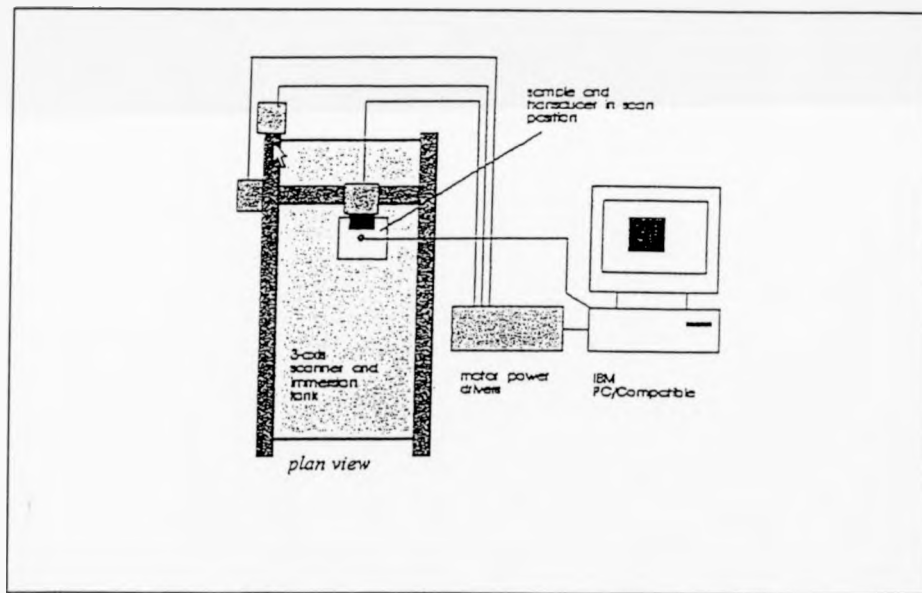 sample and
transducer in scan
position
3-axis
scanner and
immersion
tank
motor power
drivers
IBM
PC/Compatible
plan view